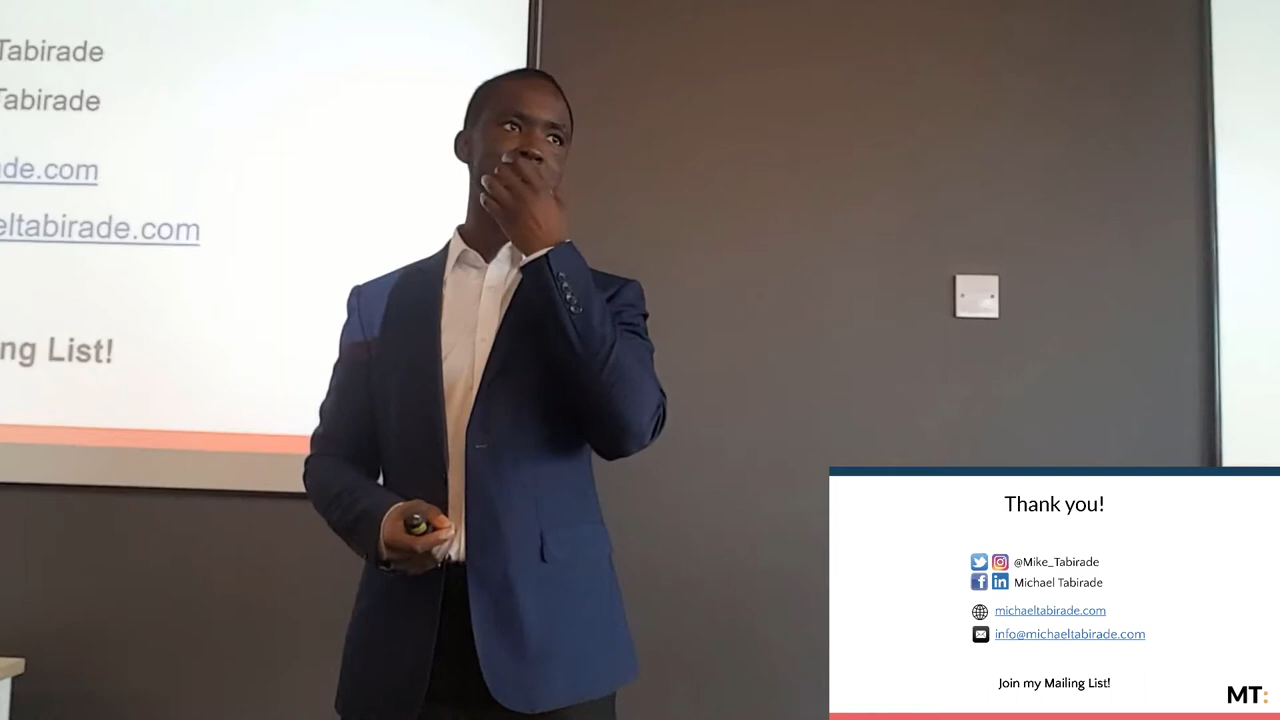 Tabirade
Tabirade
de.com
eltabirade.com
ng List!
Thank you!
@Mike_Tabirade
Michael Tabirade
michaeltabirade.com
info@michaeltabirade.com
Join my Mailing List!
MT: